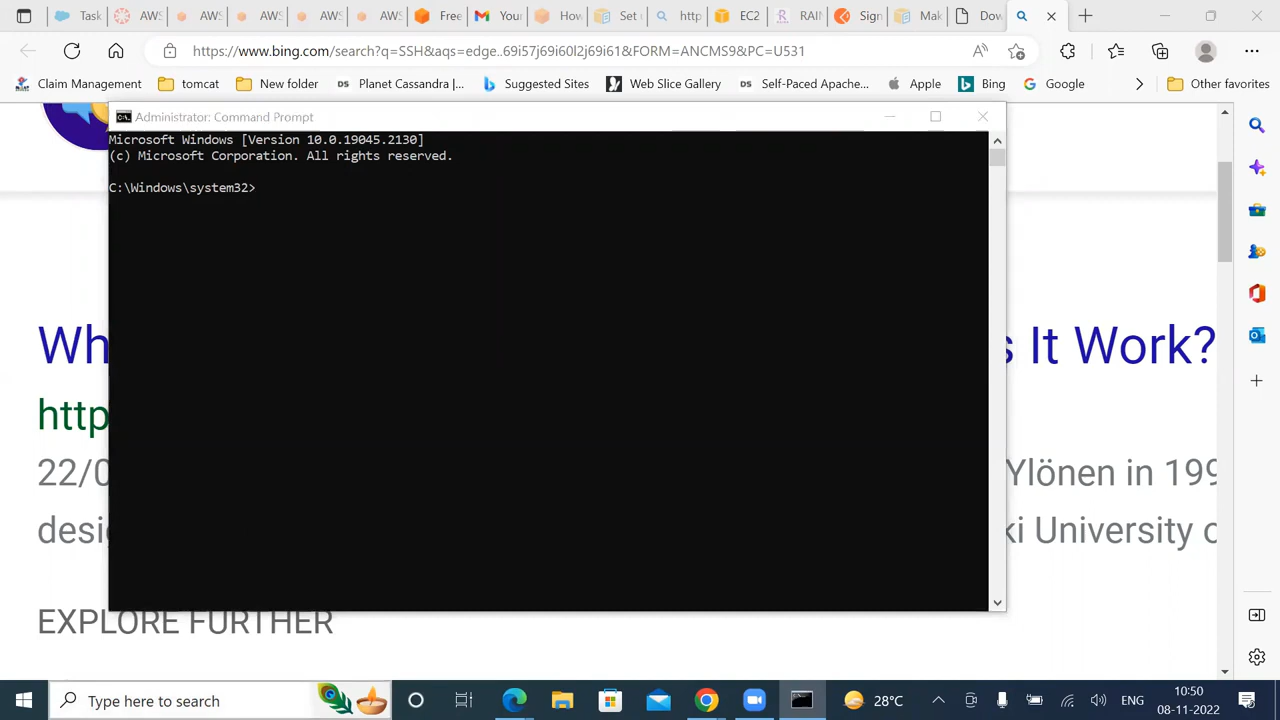 Task
AWS
AWS
AWS
AWS
AWS
Free
Your
How
Set
http
EC2
RAIN
Sign
Mak
Dow
https://www.bing.com/search?q=SSH&aqs=edge..69i57j69i60l2j69i61&FORM=ANCMS9&PC=U531
Claim Management
tomcat
New folder
DS Planet Cassandra |...
Suggested Sites
Web Slice Gallery
DS Self-Paced Apache...
Apple
Bing
Google
Other favorites
Administrator: Command Prompt
Microsoft Windows [Version 10.0.19045.2130]
(c) Microsoft Corporation. All rights reserved.
C:\Windows\system32>
Wh s It Work?
http
22/0 Ylönen in 199
desi ki University o
EXPLORE FURTHER
Type here to search
28°C
ENG
10:50
08-11-2022